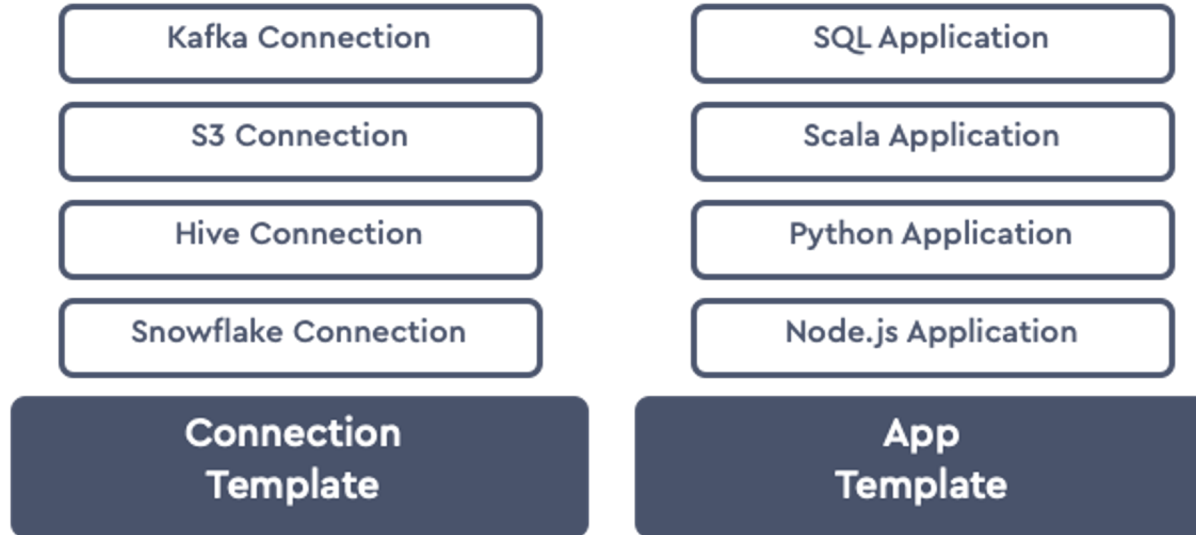 Kafka Connection
S3 Connection
Hive Connection
Snowflake Connection
Connection
Template
SQL Application
Scala Application
Python Application
Node.js Application
App
Template